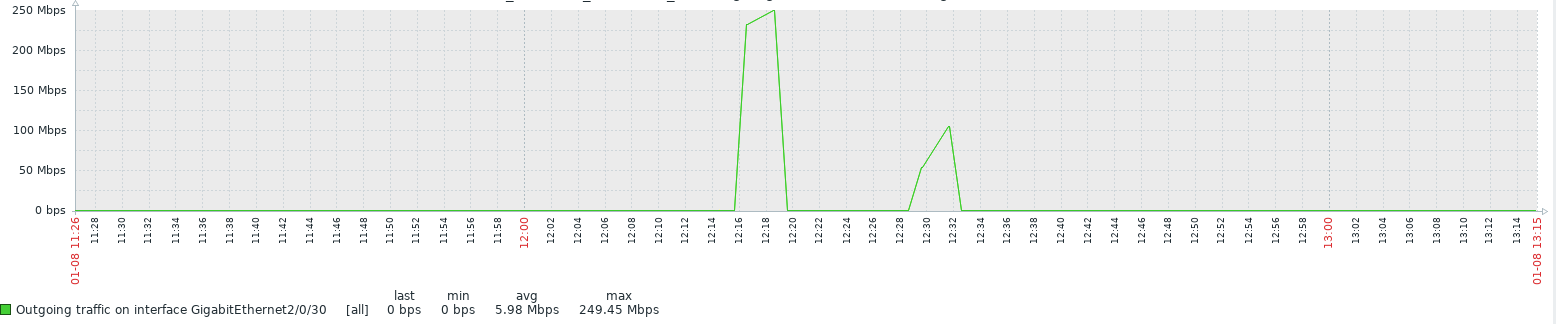 250 Mbps
200 Mbps
150 Mbps
100 Mbps
50 Mbps
0 bps
01-08 11:26 11:28 11:30 11:32 11:34 11:36 11:38 11:40 11:42 11:44 11:46 11:48 11:50 11:52 11:54 11:56 11:58 12:00 12:02 12:04 12:06 12:08 12:10 12:12 12:14 12:16 12:18 12:20 12:22 12:24 12:26 12:28 12:30 12:32 12:34 12:36 12:38 12:40 12:42 12:44 12:46 12:48 12:50 12:52 12:54 12:56 12:58 13:00 13:02 13:04 13:06 13:08 13:10 13:12 13:14 01-08 13:15
last min avg max
Outgoing traffic on interface GigabitEthernet2/0/30 [all] 0 bps 0 bps 5.98 Mbps 249.45 Mbps